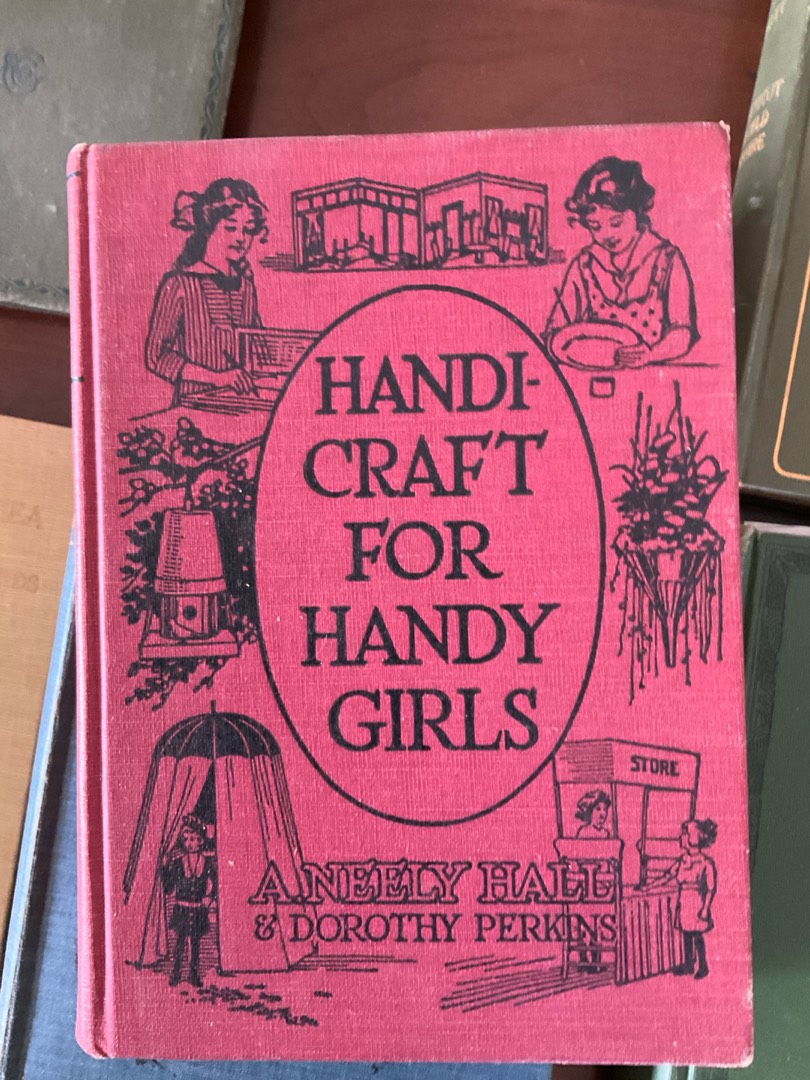 HANDI-
CRAFT
FOR
HANDY
GIRLS
STORE
A. NEELY HALL
& DOROTHY PERKINS